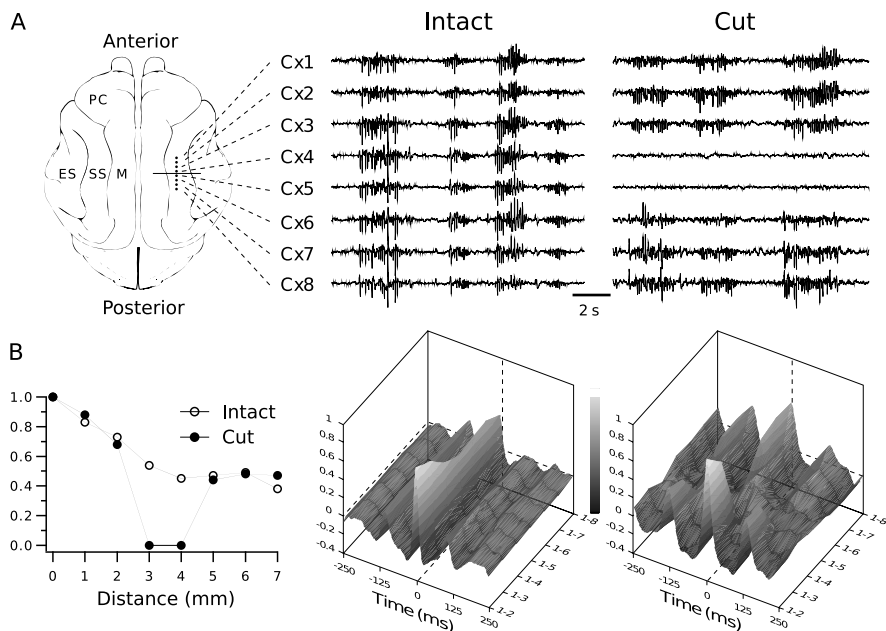 A
Intact
Cut
Anterior
PC
ES
SS
M
Posterior
Cx1
Cx2
Cx3
Cx4
Cx5
Cx6
Cx7
Cx8
2 s
B
1.0
0.8
0.6
0.4
0.2
0.0
Intact
Cut
0
1
2
3
4
5
6
7
Distance (mm)
1
0.8
0.6
0.4
0.2
0
-0.2
-0.4
-250
-125
0
125
250
Time (ms)
1-8
1-7
1-6
1-5
1-4
1-3
1-2
1
0.8
0.6
0.4
0.2
0
-0.2
-0.4
-250
-125
0
125
250
Time (ms)
1-8
1-7
1-6
1-5
1-4
1-3
1-2